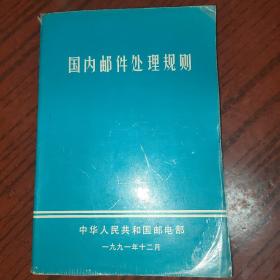 国内邮件处理规则
中华人民共和国邮电部
一九九一年十二月